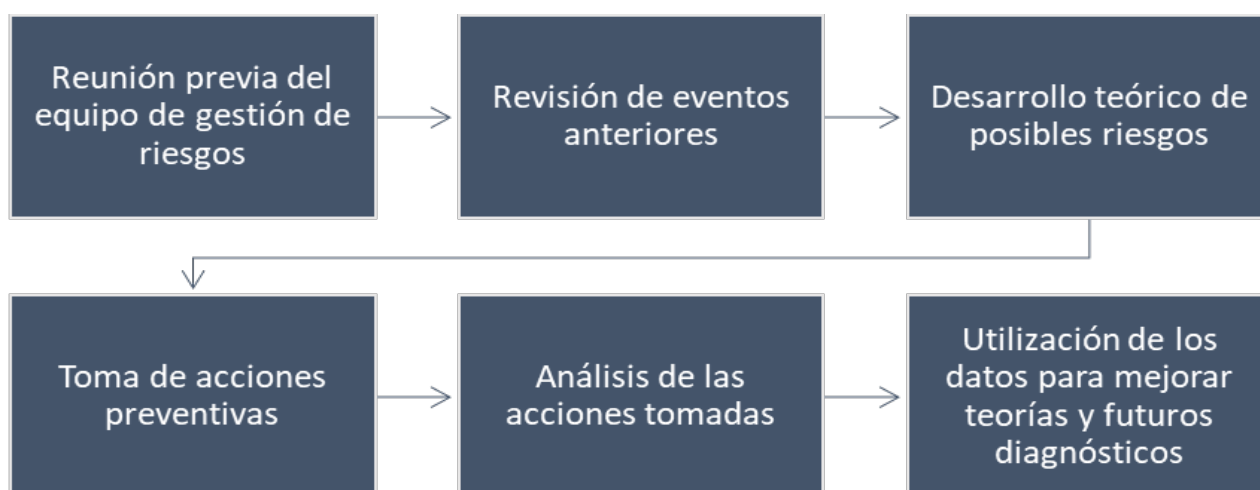 Reunión previa del
equipo de gestión de
riesgos
Revisión de eventos
anteriores
Desarrollo teórico de
posibles riesgos
Toma de acciones
preventivas
Análisis de las
acciones tomadas
Utilización de los
datos para mejorar
teorías y futuros
diagnósticos